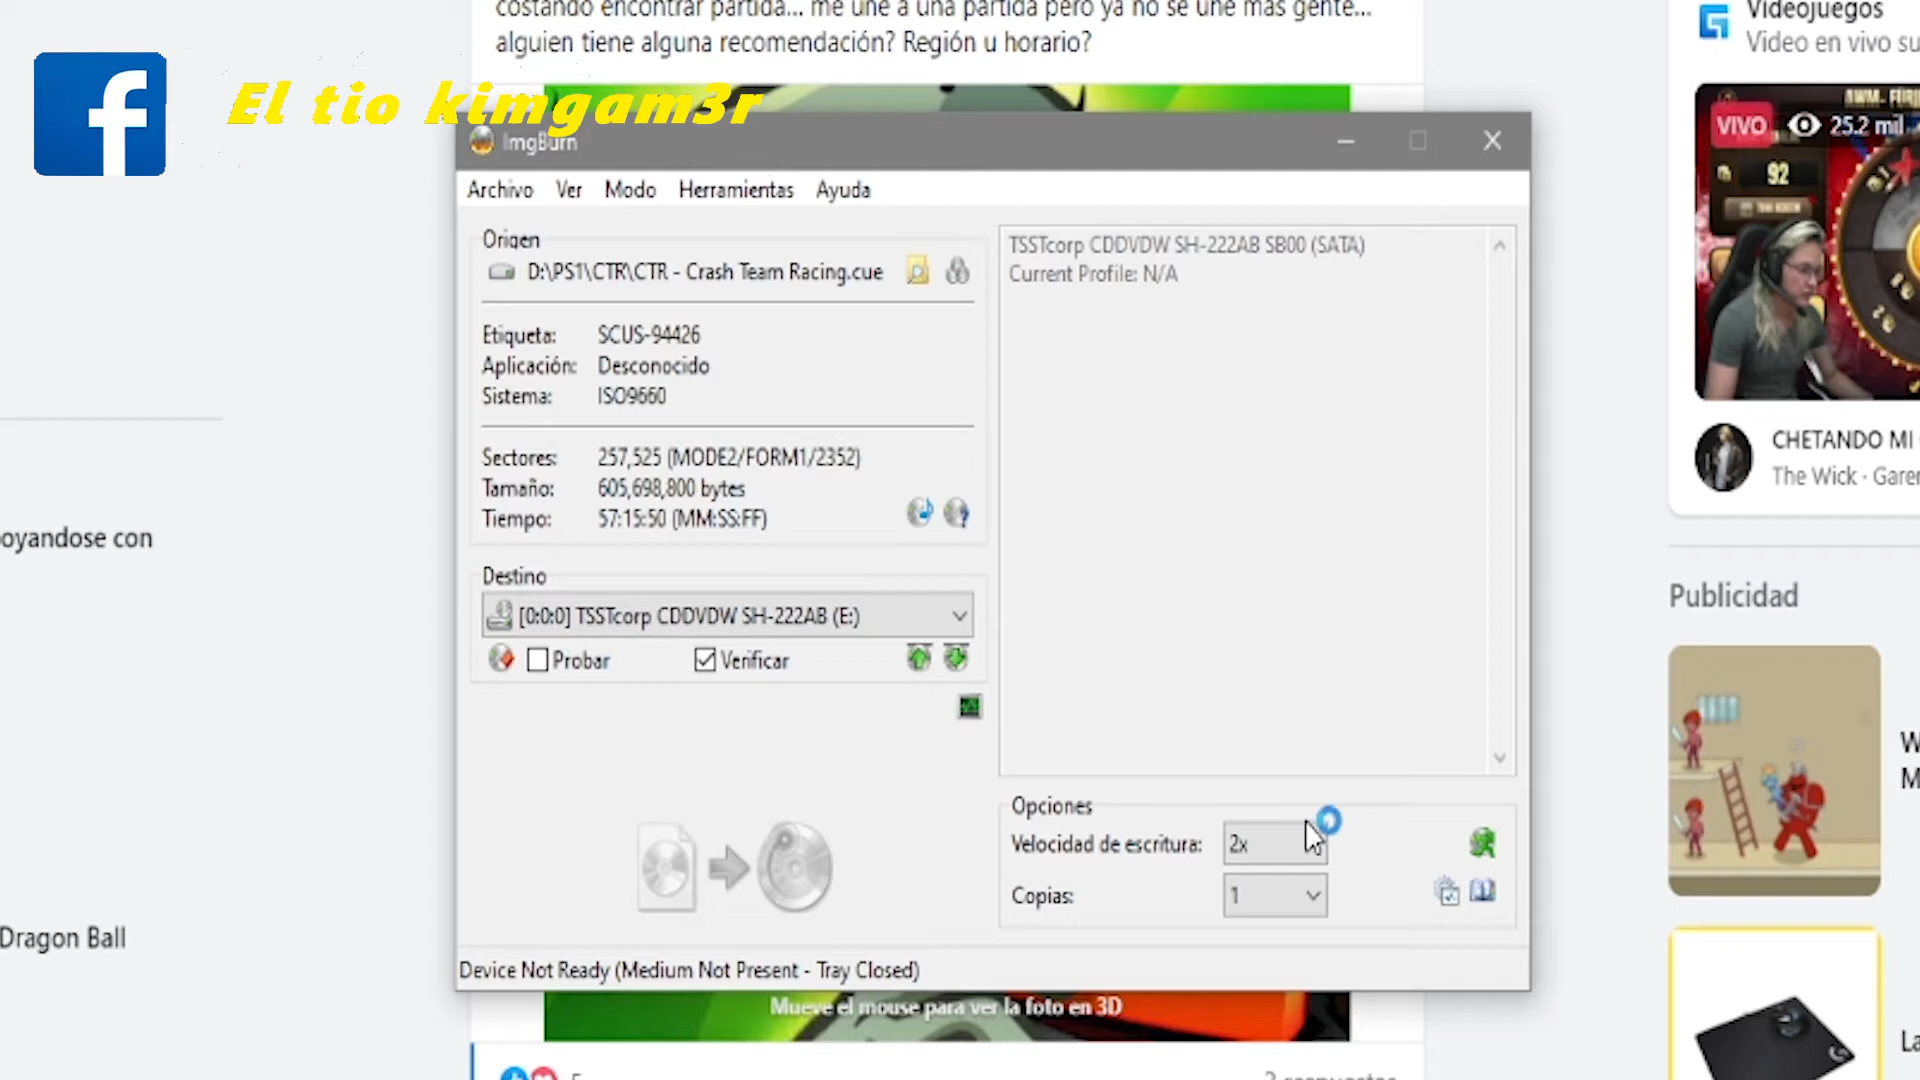 costando encontrar partida... me une a una partida pero ya no se une mas gente...
alguien tiene alguna recomendación? Región u horario?
f El tio kimgam3r
Videojuegos
Video en vivo su
VIVO 25.2 mil
92
CHETANDO MI
The Wick · Garen
ImgBurn
Archivo Ver Modo Herramientas Ayuda
Origen
D:\PS1\CTR\CTR - Crash Team Racing.cue
Etiqueta: SCUS-94426
Aplicación: Desconocido
Sistema: ISO9660
Sectores: 257,525 (MODE2/FORM1/2352)
Tamaño: 605,698,800 bytes
Tiempo: 57:15:50 (MM:SS:FF)
Destino
[0:0:0] TSSTcorp CDDVDW SH-222AB (E:)
Probar Verificar
TSSTcorp CDDVDW SH-222AB SB00 (SATA)
Current Profile: N/A
Opciones
Velocidad de escritura: 2x
Copias: 1
Device Not Ready (Medium Not Present - Tray Closed)
Mueve el mouse para ver la foto en 3D
oyandose con
Dragon Ball
Publicidad
W
M
La
5